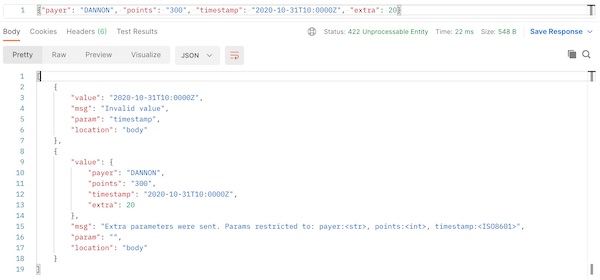 1 {"payer": "DANNON", "points": "300", "timestamp": "2020-10-31T10:0000Z", "extra": 20}
Body Cookies Headers (6) Test Results Status: 422 Unprocessable Entity Time: 22 ms Size: 548 B Save Response
Pretty Raw Preview Visualize JSON
1 [
2 {
3 "value": "2020-10-31T10:0000Z",
4 "msg": "Invalid value",
5 "param": "timestamp",
6 "location": "body"
7 },
8 {
9 "value": {
10 "payer": "DANNON",
11 "points": "300",
12 "timestamp": "2020-10-31T10:0000Z",
13 "extra": 20
14 },
15 "msg": "Extra parameters were sent. Params restricted to: payer:<str>, points:<int>, timestamp:<ISO8601>",
16 "param": "",
17 "location": "body"
18 }
19 ]